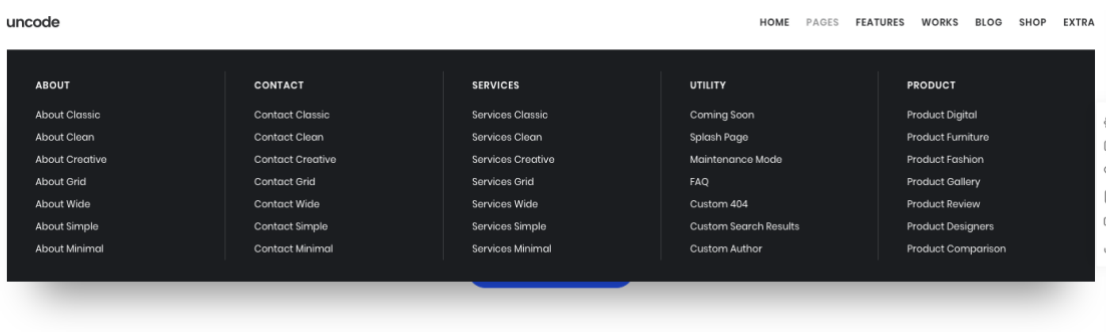 uncode
HOME PAGES FEATURES WORKS BLOG SHOP EXTRA
ABOUT
About Classic
About Clean
About Creative
About Grid
About Wide
About Simple
About Minimal
CONTACT
Contact Classic
Contact Clean
Contact Creative
Contact Grid
Contact Wide
Contact Simple
Contact Minimal
SERVICES
Services Classic
Services Clean
Services Creative
Services Grid
Services Wide
Services Simple
Services Minimal
UTILITY
Coming Soon
Splash Page
Maintenance Mode
FAQ
Custom 404
Custom Search Results
Custom Author
PRODUCT
Product Digital
Product Furniture
Product Fashion
Product Gallery
Product Review
Product Designers
Product Comparison